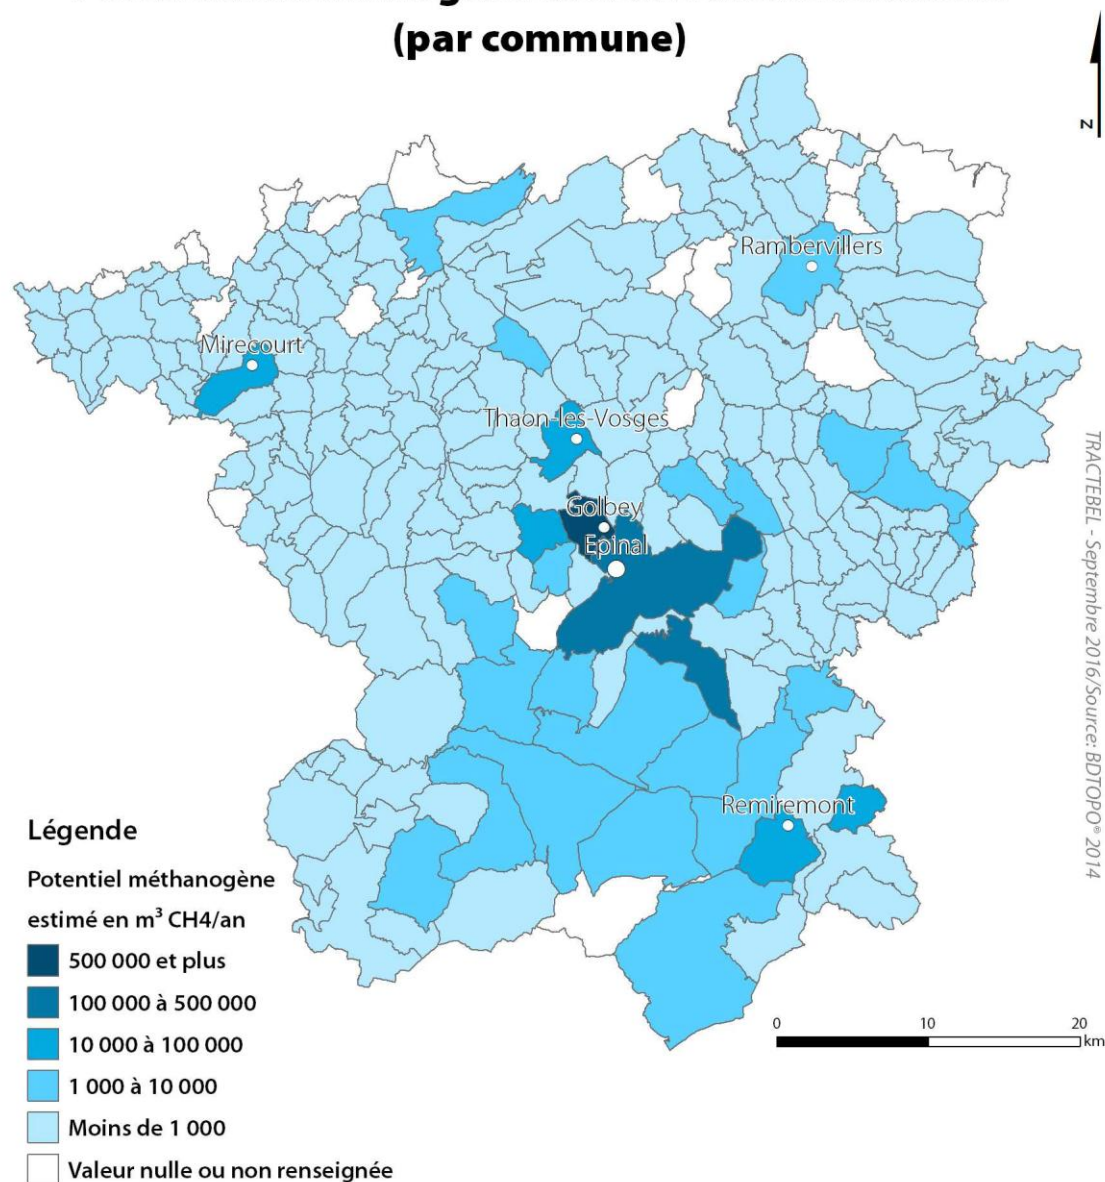 (par commune)
N
Rambervillers
Mirecourt
Thaon-les-Vosges
Golbey
Epinal
Remiremont
TRACTEBEL - Septembre 2016/Source: BDTOPO® 2014
Légende
Potentiel méthanogène
estimé en m³ CH4/an
500 000 et plus
100 000 à 500 000
10 000 à 100 000
1 000 à 10 000
Moins de 1 000
Valeur nulle ou non renseignée
0 10 20
km